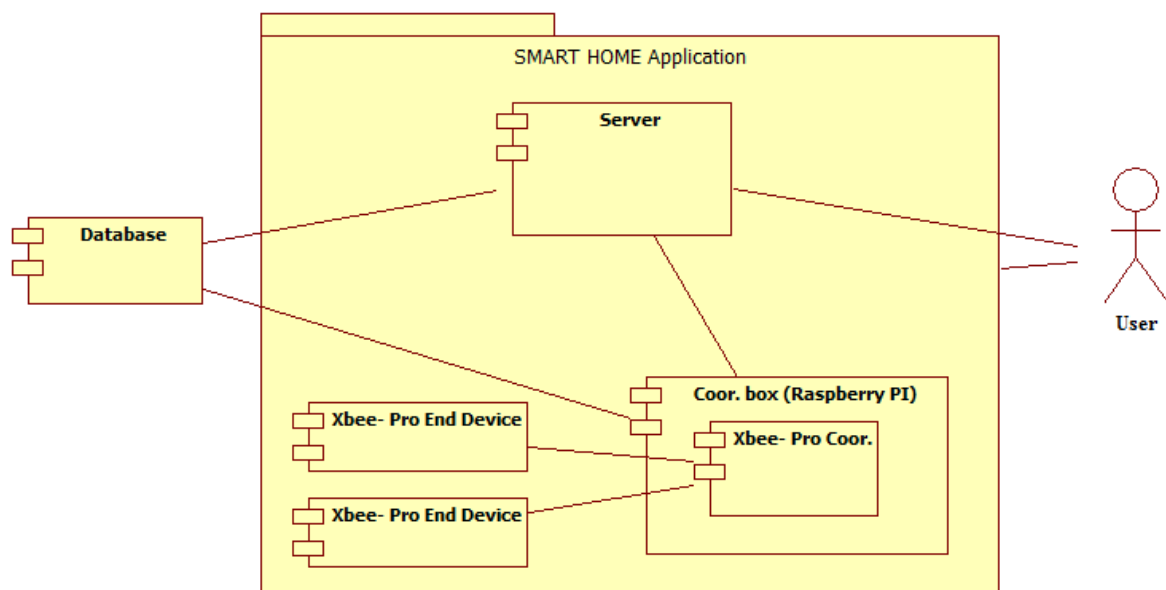 SMART HOME Application
Server
Database
User
Coor. box (Raspberry PI)
Xbee- Pro End Device
Xbee- Pro Coor.
Xbee- Pro End Device